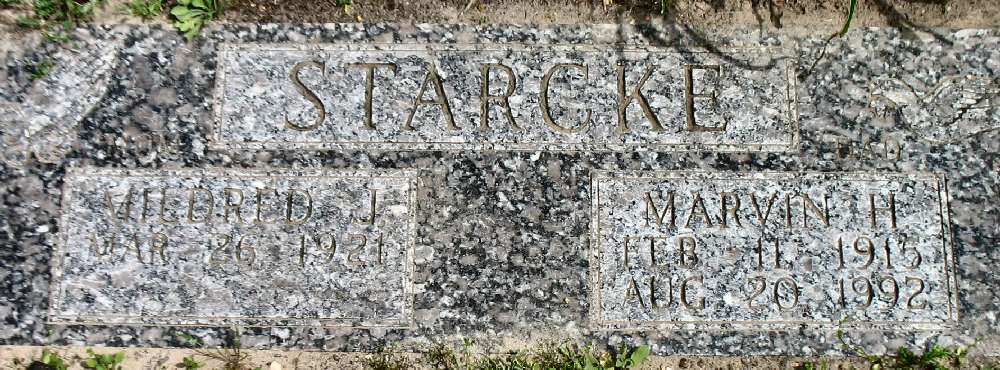 STARCKE
MILDRED J
MAR 26 1921
MARVIN H
FEB 11 1915
AUG 20 1992